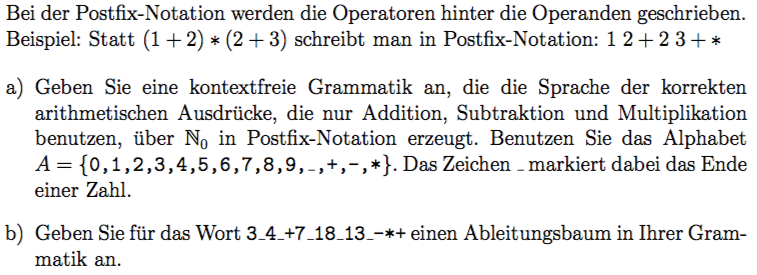 Bei der Postfix-Notation werden die Operatoren hinter die Operanden geschrieben.
Beispiel: Statt (1 + 2) ∗ (2 + 3) schreibt man in Postfix-Notation: 1 2 + 2 3 + ∗
a) Geben Sie eine kontextfreie Grammatik an, die die Sprache der korrekten
arithmetischen Ausdrücke, die nur Addition, Subtraktion und Multiplikation
benutzen, über ℕ₀ in Postfix-Notation erzeugt. Benutzen Sie das Alphabet
A = {0,1,2,3,4,5,6,7,8,9,_,+,-,*}. Das Zeichen _ markiert dabei das Ende
einer Zahl.
b) Geben Sie für das Wort 3_4_+7_18_13_-*+ einen Ableitungsbaum in Ihrer Gram-
matik an.